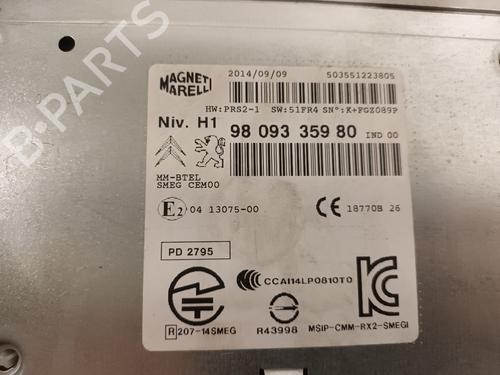 B-PARTS
MAGNETI MARELLI
2014/09/09 503551223805
HW:PRS2-1 SW:51FR4 SN°:K+FGZ089P
Niv. H1 98 093 359 80 IND 00
MM-BTEL
SMEG CEM00
E2 04 13075-00 CE 18770B 26
PD 2795
CCAI14LP0810T0
R 207-14SMEG R43998 MSIP-CMM-RX2-SMEGI